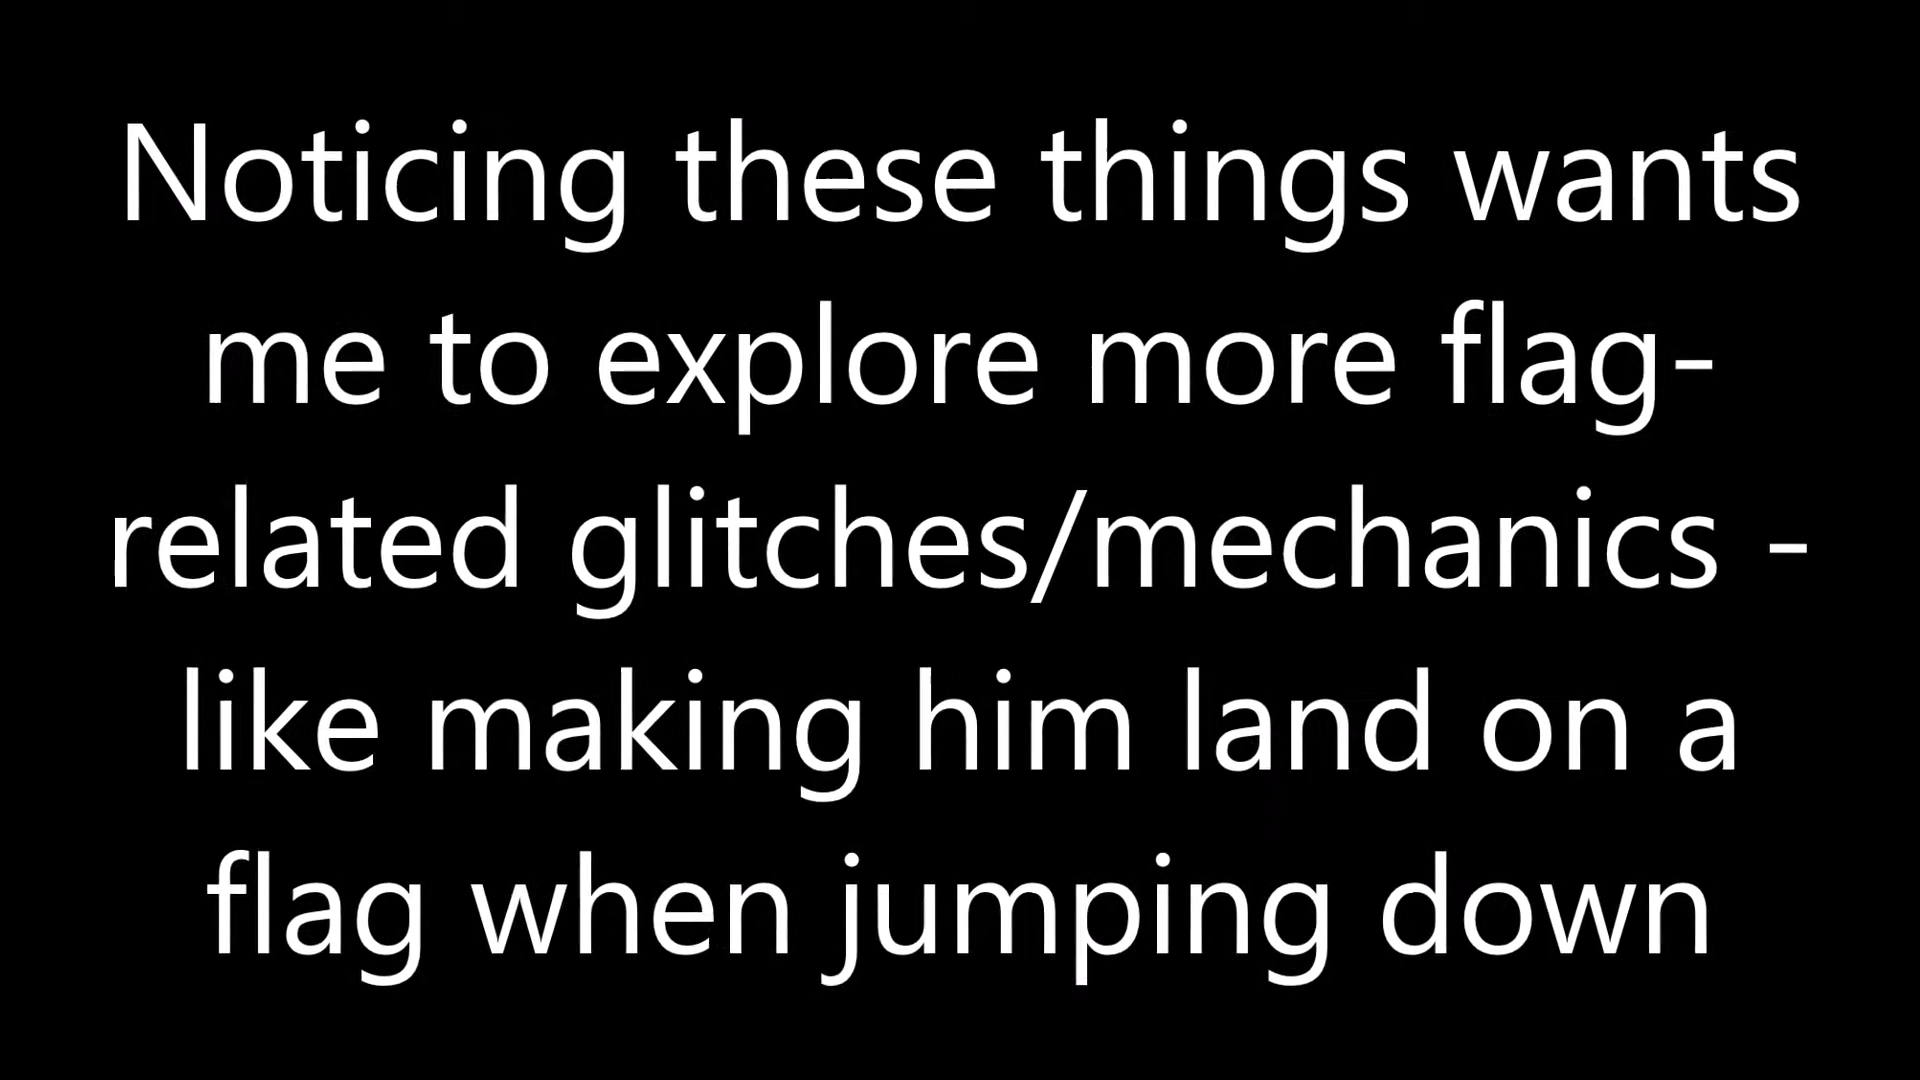 Noticing these things wants
me to explore more flag-
related glitches/mechanics -
like making him land on a
flag when jumping down